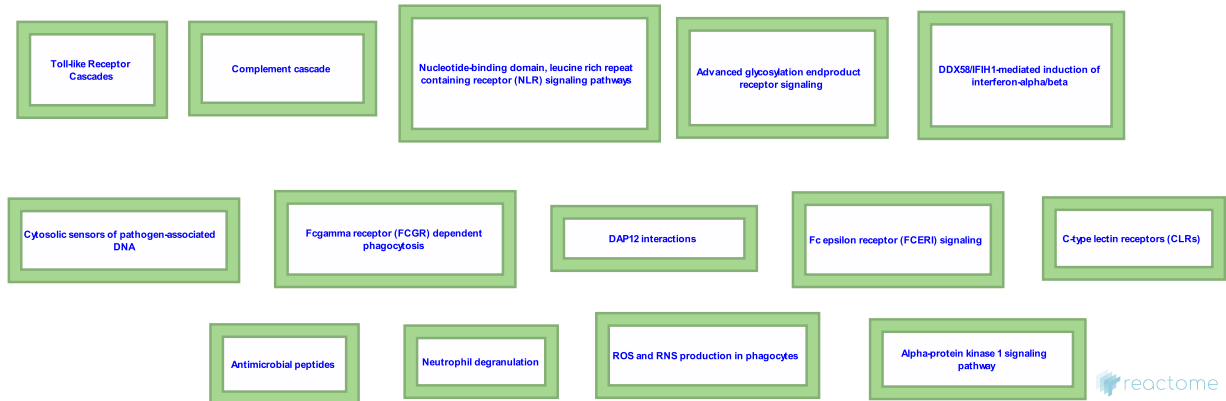 Toll-like Receptor
Cascades
Complement cascade
Nucleotide-binding domain, leucine rich repeat
containing receptor (NLR) signaling pathways
Advanced glycosylation endproduct
receptor signaling
DDX58/IFIH1-mediated induction of
interferon-alpha/beta
Cytosolic sensors of pathogen-associated
DNA
Fcgamma receptor (FCGR) dependent
phagocytosis
DAP12 interactions
Fc epsilon receptor (FCERI) signaling
C-type lectin receptors (CLRs)
Antimicrobial peptides
Neutrophil degranulation
ROS and RNS production in phagocytes
Alpha-protein kinase 1 signaling
pathway
reactome